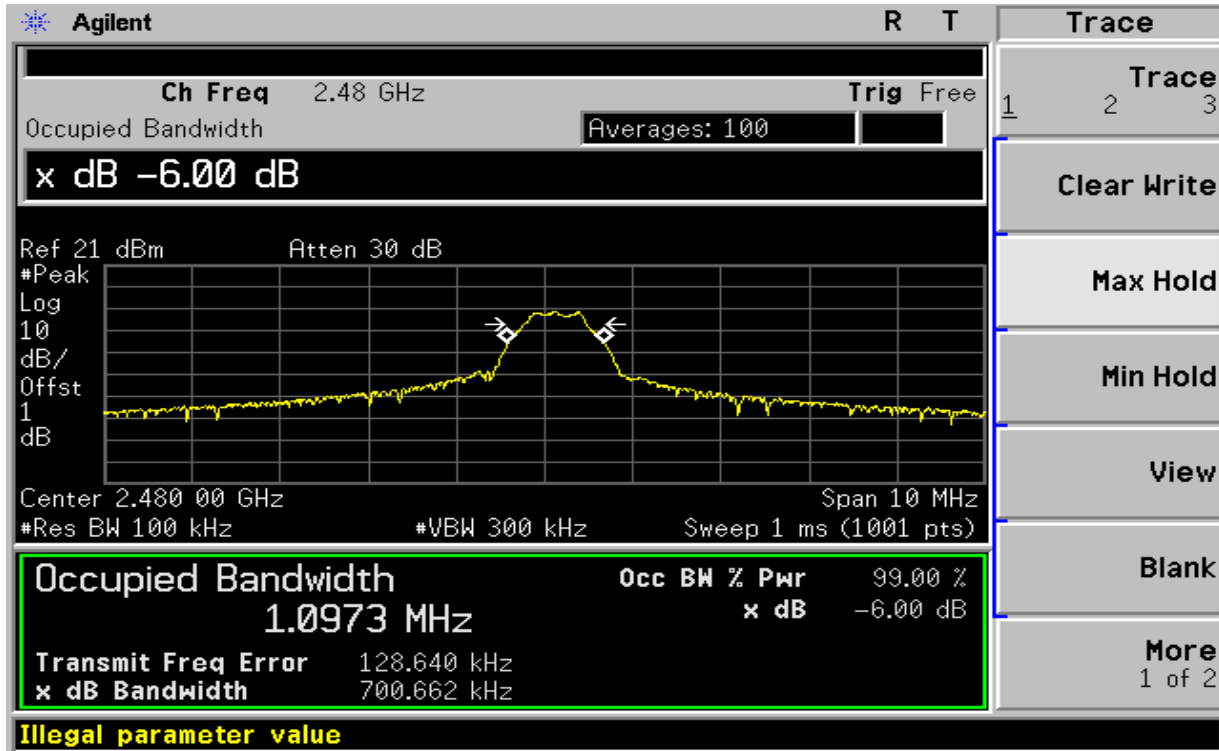 Agilent R T Trace
Ch Freq 2.48 GHz Trig Free
Occupied Bandwidth Averages: 100
x dB -6.00 dB
Ref 21 dBm Atten 30 dB
#Peak
Log
10
dB/
Offst
1
dB
Center 2.480 00 GHz Span 10 MHz
#Res BW 100 kHz #VBW 300 kHz Sweep 1 ms (1001 pts)
Occupied Bandwidth Occ BW % Pwr 99.00 %
1.0973 MHz x dB -6.00 dB
Transmit Freq Error 128.640 kHz
x dB Bandwidth 700.662 kHz
Illegal parameter value
Trace
1 2 3
Clear Write
Max Hold
Min Hold
View
Blank
More
1 of 2